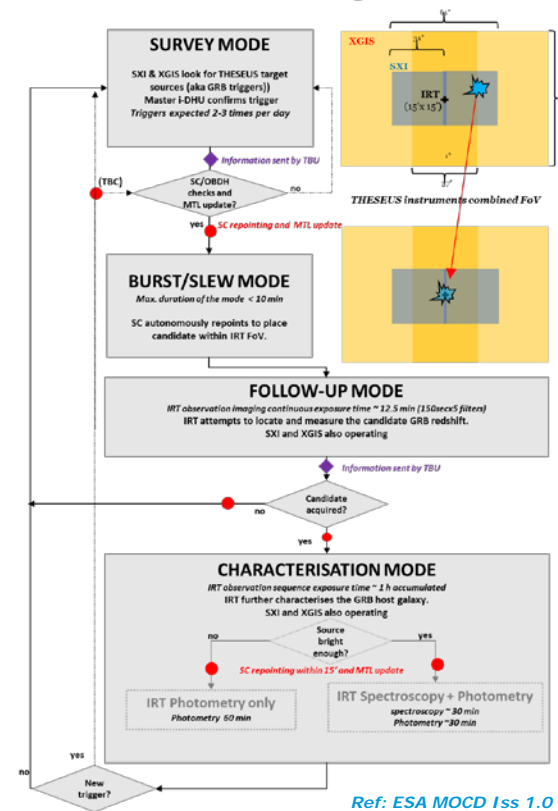 SURVEY MODE
SXI & XGIS look for THESEUS target
sources (aka GRB triggers))
Master i-DHU confirms trigger
Triggers expected 2-3 times per day
Information sent by TBU
(TBC)
SC/OBDH
checks and
MTL update?
no
yes
SC repointing and MTL update
BURST/SLEW MODE
Max. duration of the mode < 10 min
SC autonomously repoints to place
candidate within IRT FoV.
XGIS
SXI
IRT
(15'x 15')
THESEUS instruments combined FoV
FOLLOW-UP MODE
IRT observation imaging continuous exposure time ~ 12.5 min (150secx5 filters)
IRT attempts to locate and measure the candidate GRB redshift.
SXI and XGIS also operating
Information sent by TBU
Candidate
acquired?
no
yes
CHARACTERISATION MODE
IRT observation sequence exposure time ~ 1 h accumulated
IRT further characterises the GRB host galaxy.
SXI and XGIS also operating
no
Source
bright
enough?
yes
SC repointing within 15' and MTL update
IRT Photometry only
Photometry 60 min
IRT Spectroscopy + Photometry
spectroscopy ~ 30 min
Photometry ~30 min
yes
no
New
trigger?
Ref: ESA MOCD Iss 1.0